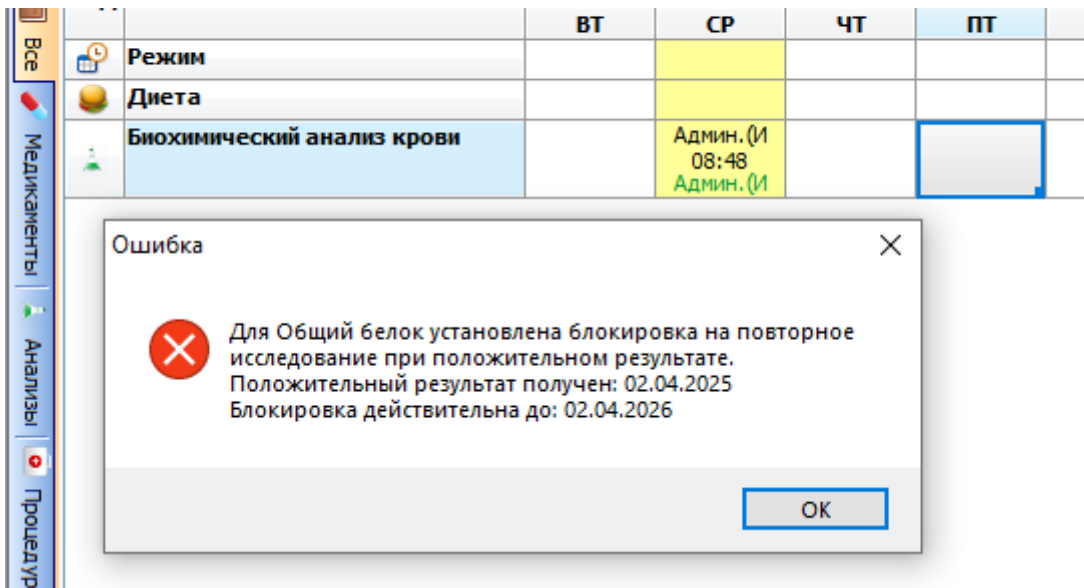 ВТ СР ЧТ ПТ
Все
Режим
Диета
Биохимический анализ крови
Админ.(И
08:48
Админ.(И
Медикаменты
Анализы
Процедур
Ошибка
Для Общий белок установлена блокировка на повторное
исследование при положительном результате.
Положительный результат получен: 02.04.2025
Блокировка действительна до: 02.04.2026
ОК